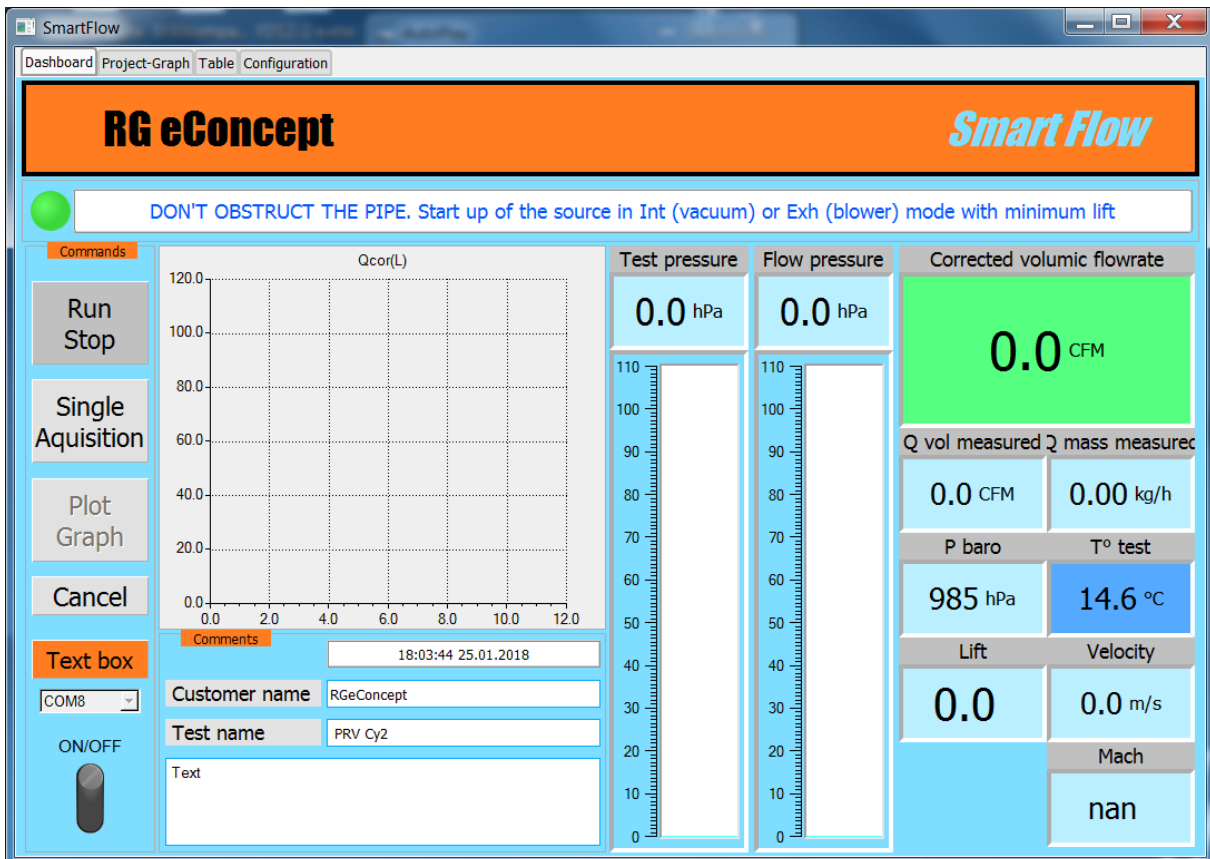 SmartFlow
Dashboard Project-Graph Table Configuration
RG eConcept
Smart Flow
DON'T OBSTRUCT THE PIPE. Start up of the source in Int (vacuum) or Exh (blower) mode with minimum lift
Commands
Run
Stop
Single
Aquisition
Plot
Graph
Cancel
Text box
COM8
ON/OFF
Qcor(L)
120.0
100.0
80.0
60.0
40.0
20.0
0.0
0.0 2.0 4.0 6.0 8.0 10.0 12.0
Comments
18:03:44 25.01.2018
Customer name RGeConcept
Test name PRV Cy2
Text
Test pressure
0.0 hPa
110
100
90
80
70
60
50
40
30
20
10
0
Flow pressure
0.0 hPa
110
100
90
80
70
60
50
40
30
20
10
0
Corrected volumic flowrate
0.0 CFM
Q vol measured Q mass measured
0.0 CFM 0.00 kg/h
P baro T° test
985 hPa 14.6 °C
Lift Velocity
0.0 0.0 m/s
Mach
nan